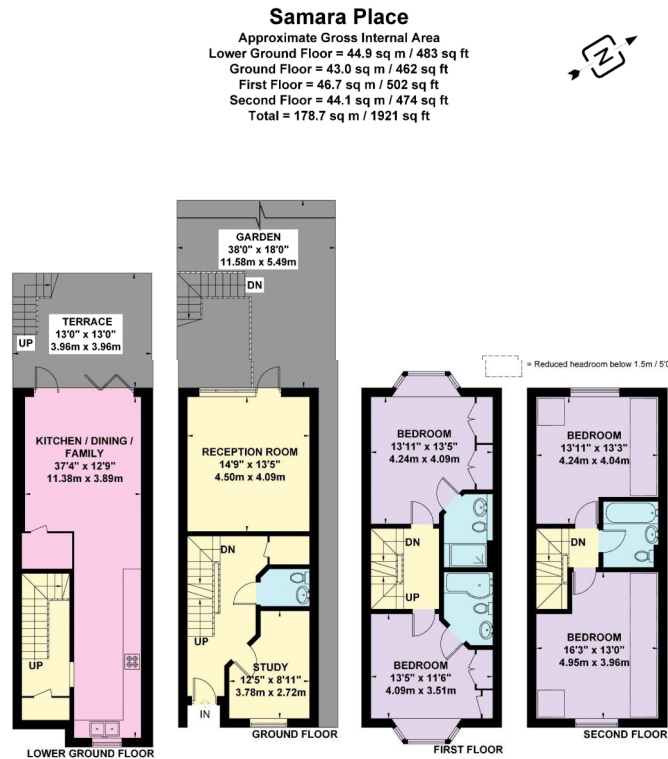 Samara Place
Approximate Gross Internal Area
Lower Ground Floor = 44.9 sq m / 483 sq ft
Ground Floor = 43.0 sq m / 462 sq ft
First Floor = 46.7 sq m / 502 sq ft
Second Floor = 44.1 sq m / 474 sq ft
Total = 178.7 sq m / 1921 sq ft
N
GARDEN
38'0" x 18'0"
11.58m x 5.49m
DN
TERRACE
13'0" x 13'0"
3.96m x 3.96m
UP
= Reduced headroom below 1.5m / 5'0
KITCHEN / DINING /
FAMILY
37'4" x 12'9"
11.38m x 3.89m
UP
LOWER GROUND FLOOR
RECEPTION ROOM
14'9" x 13'5"
4.50m x 4.09m
DN
UP
STUDY
12'5" x 8'11"
3.78m x 2.72m
IN
GROUND FLOOR
BEDROOM
13'11" x 13'5"
4.24m x 4.09m
DN
UP
BEDROOM
13'5" x 11'6"
4.09m x 3.51m
FIRST FLOOR
BEDROOM
13'11" x 13'3"
4.24m x 4.04m
DN
BEDROOM
16'3" x 13'0"
4.95m x 3.96m
SECOND FLOOR